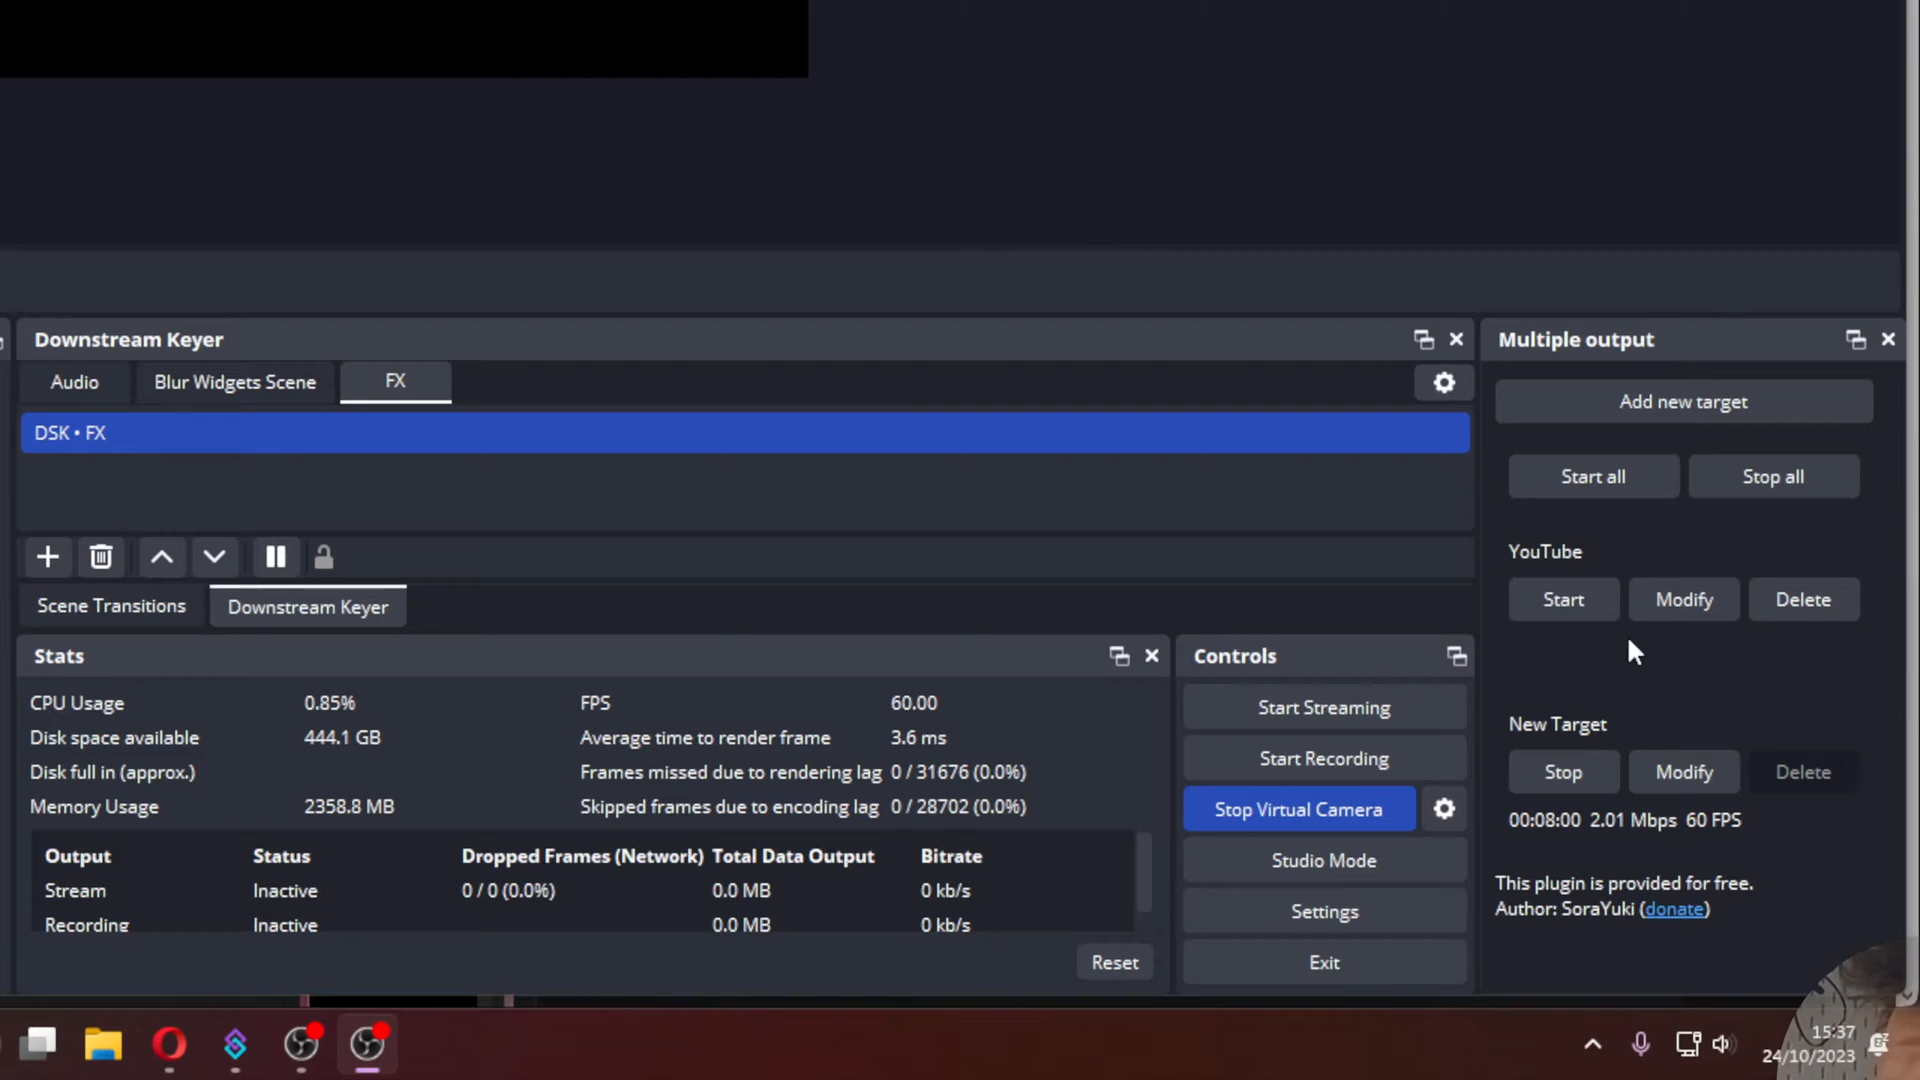 Downstream Keyer
Audio
Blur Widgets Scene
FX
DSK • FX
Scene Transitions
Downstream Keyer
Stats
CPU Usage 0.85%
Disk space available 444.1 GB
Disk full in (approx.)
Memory Usage 2358.8 MB
FPS 60.00
Average time to render frame 3.6 ms
Frames missed due to rendering lag 0 / 31676 (0.0%)
Skipped frames due to encoding lag 0 / 28702 (0.0%)
Output Status Dropped Frames (Network) Total Data Output Bitrate
Stream Inactive 0 / 0 (0.0%) 0.0 MB 0 kb/s
Recording Inactive 0.0 MB 0 kb/s
Reset
Controls
Start Streaming
Start Recording
Stop Virtual Camera
Studio Mode
Settings
Exit
Multiple output
Add new target
Start all Stop all
YouTube
Start Modify Delete
New Target
Stop Modify Delete
00:08:00 2.01 Mbps 60 FPS
This plugin is provided for free.
Author: SoraYuki (donate)
15:37
24/10/2023